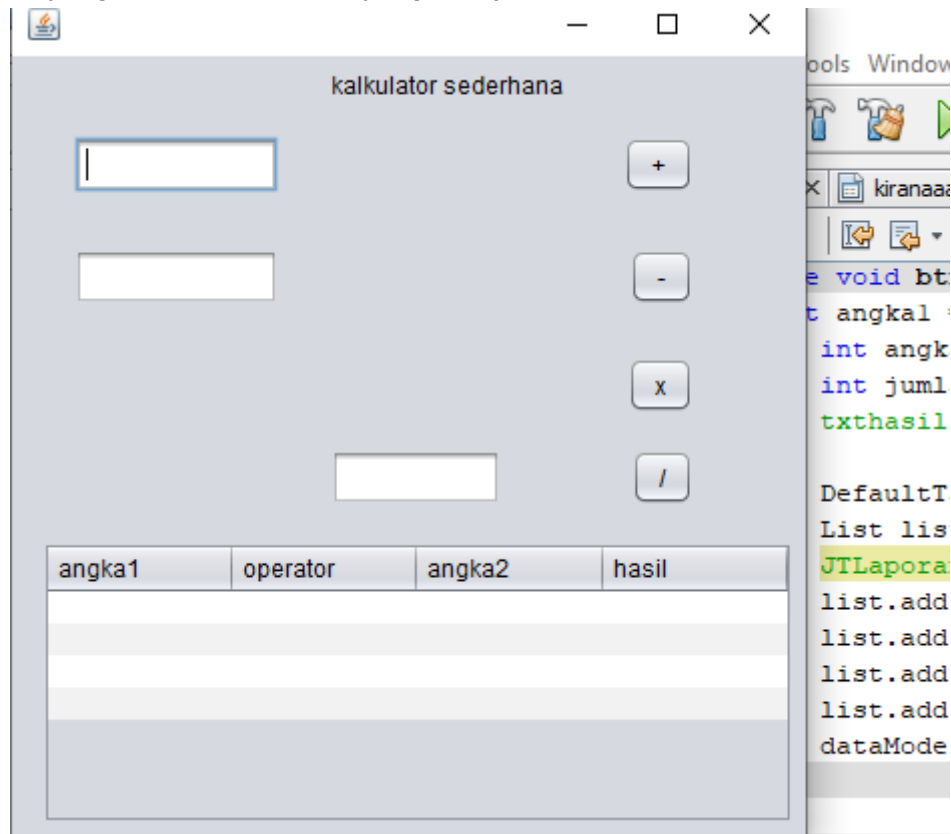 kalkulator sederhana
+
-
x
/
angka1 operator angka2 hasil
ools Window
kiranaaa
e void bt
t angka1
int angk
int juml
txthasil
DefaultT
List lis
JTLapora
list.add
list.add
list.add
list.add
dataMode